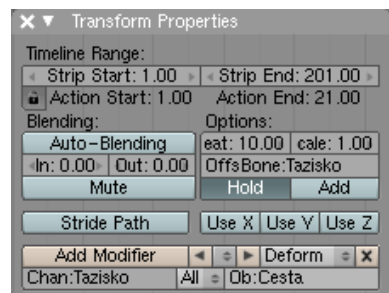 Transform Properties
Timeline Range:
Strip Start: 1.00 Strip End: 201.00
Action Start: 1.00 Action End: 21.00
Blending: Options:
Auto-Blending eat: 10.00 cale: 1.00
In: 0.00 Out: 0.00 OffsBone:Tazisko
Mute Hold Add
Stride Path Use X Use Y Use Z
Add Modifier Deform
Chan:Tazisko All Ob:Cesta